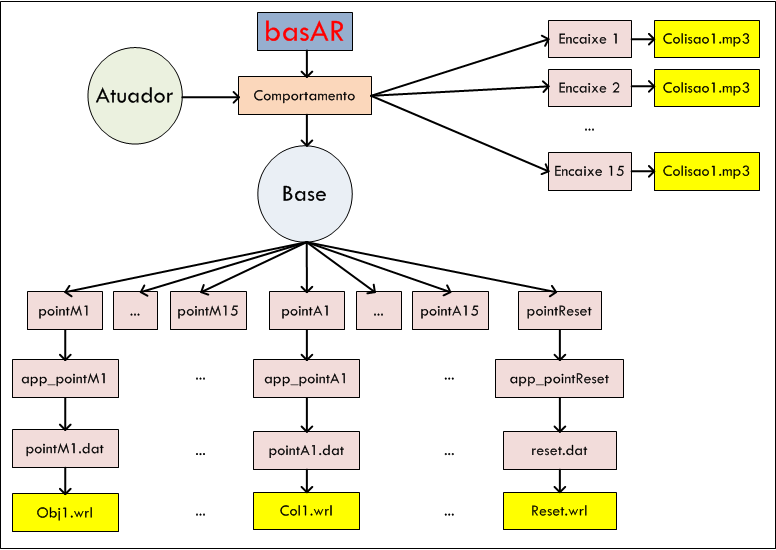 basAR
Encaixe 1
Colisao1.mp3
Atuador
Comportamento
Encaixe 2
Colisao1.mp3
...
Encaixe 15
Colisao1.mp3
Base
pointM1
...
pointM15
pointA1
...
pointA15
pointReset
app_pointM1
...
app_pointA1
...
app_pointReset
pointM1.dat
...
pointA1.dat
...
reset.dat
Obj1.wrl
...
Col1.wrl
...
Reset.wrl